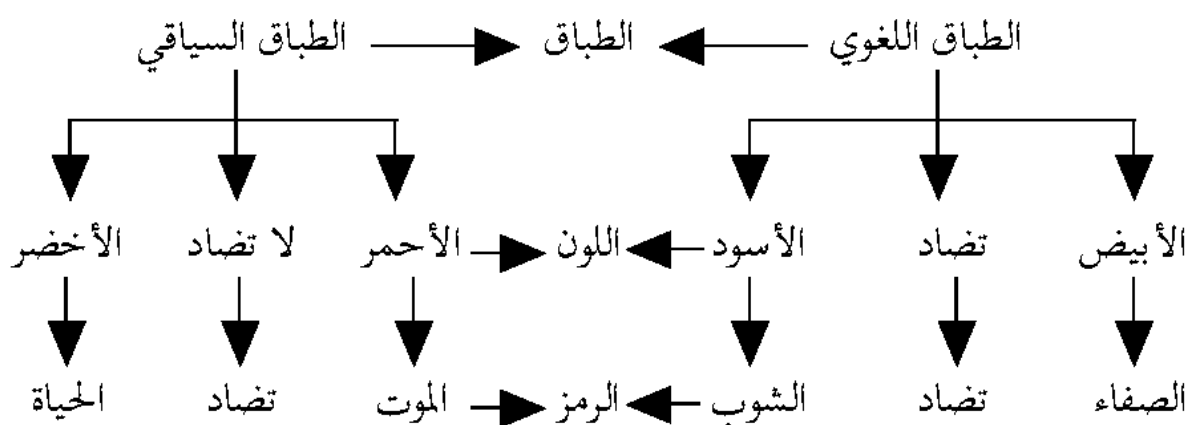 الطباق اللغوي الطباق الطباق السياقي
الأبيض تضاد الأسود اللون الأحمر لا تضاد الأخضر
الصفاء تضاد الشوب الرمز الموت تضاد الحياة